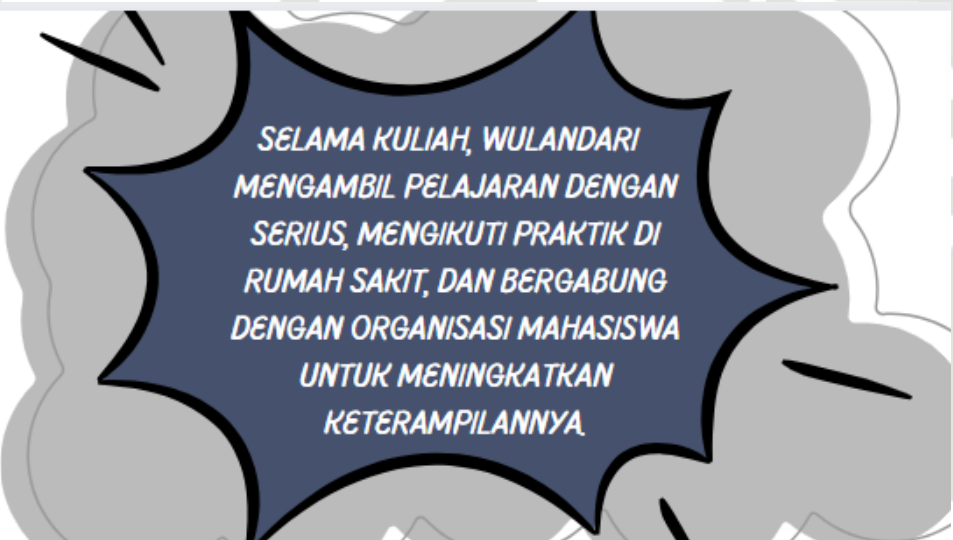 SELAMA KULIAH, WULANDARI
MENGAMBIL PELAJARAN DENGAN
SERIUS, MENGIKUTI PRAKTIK DI
RUMAH SAKIT, DAN BERGABUNG
DENGAN ORGANISASI MAHASISWA
UNTUK MENINGKATKAN
KETERAMPILANNYA.